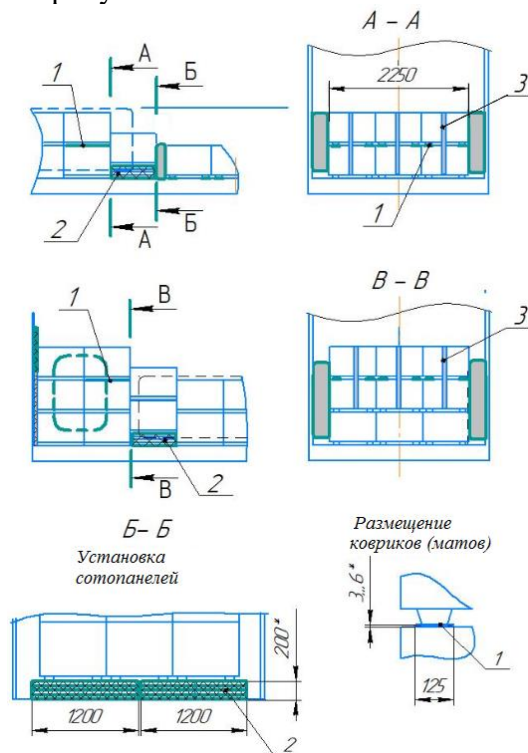 А
Б
1
2
А
Б
А – А
2250
3
1
В
1
2
В
В – В
3
Б– Б
Установка
сотопанелей
200*
1200
1200
2
Размещение
ковриков (матов)
3...6*
1
125